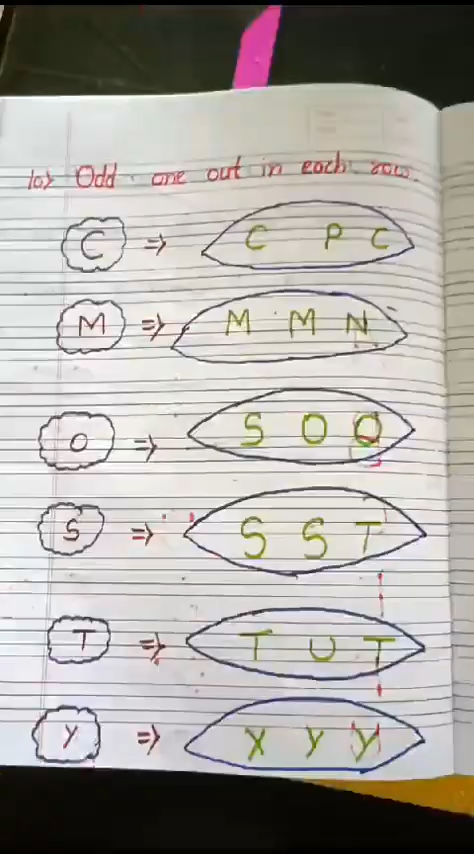 10> Odd one out in each row.
C => C P C
M => M M N
O => S O O
S => S S T
T => T U T
Y => X Y Y